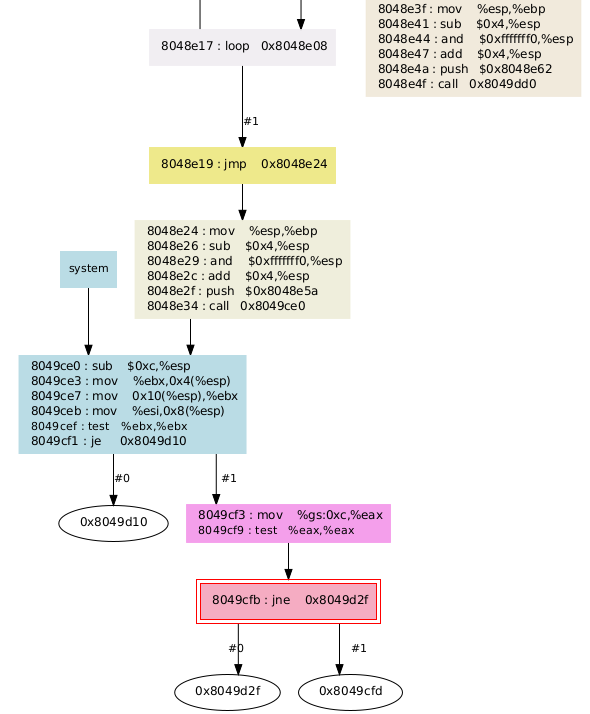 8048e3f : mov    %esp,%ebp
8048e41 : sub    $0x4,%esp
8048e44 : and    $0xfffffff0,%esp
8048e47 : add    $0x4,%esp
8048e4a : push   $0x8048e62
8048e4f : call   0x8049dd0
8048e17 : loop   0x8048e08
#1
8048e19 : jmp    0x8048e24
8048e24 : mov    %esp,%ebp
8048e26 : sub    $0x4,%esp
8048e29 : and    $0xfffffff0,%esp
8048e2c : add    $0x4,%esp
8048e2f : push   $0x8048e5a
8048e34 : call   0x8049ce0
system
8049ce0 : sub    $0xc,%esp
8049ce3 : mov    %ebx,0x4(%esp)
8049ce7 : mov    0x10(%esp),%ebx
8049ceb : mov    %esi,0x8(%esp)
8049cef : test   %ebx,%ebx
8049cf1 : je     0x8049d10
#0
#1
0x8049d10
8049cf3 : mov    %gs:0xc,%eax
8049cf9 : test   %eax,%eax
8049cfb : jne    0x8049d2f
#0
#1
0x8049d2f
0x8049cfd